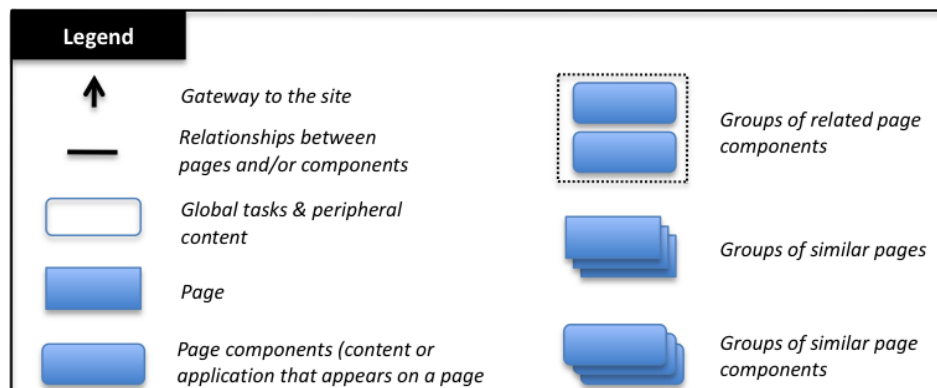 Legend
Gateway to the site
Relationships between
pages and/or components
Global tasks & peripheral
content
Page
Page components (content or
application that appears on a page
Groups of related page
components
Groups of similar pages
Groups of similar page
components